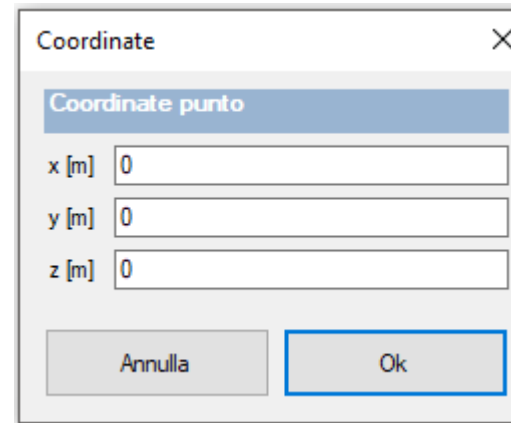 Coordinate
Coordinate punto
x [m] 0
y [m] 0
z [m] 0
Annulla Ok